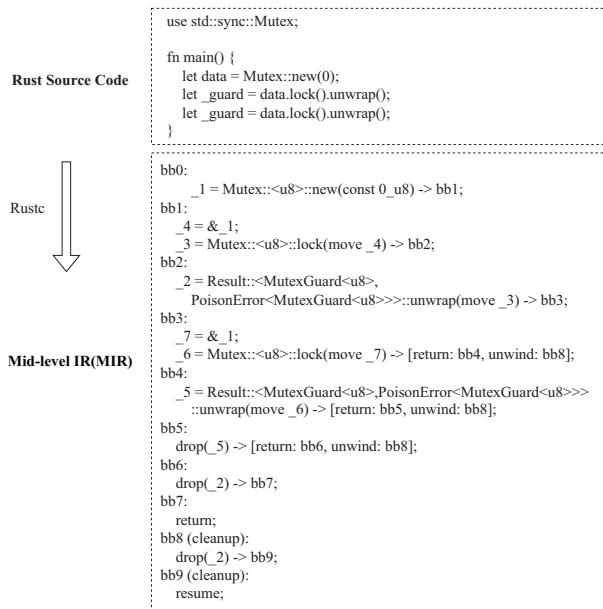 use std::sync::Mutex;
fn main() {
let data = Mutex::new(0);
let _guard = data.lock().unwrap();
let _guard = data.lock().unwrap();
}
Rust Source Code
Rustc
Mid-level IR(MIR)
bb0:
_1 = Mutex::<u8>::new(const 0_u8) -> bb1;
bb1:
_4 = &_1;
_3 = Mutex::<u8>::lock(move _4) -> bb2;
bb2:
_2 = Result::<MutexGuard<u8>,
PoisonError<MutexGuard<u8>>>::unwrap(move _3) -> bb3;
bb3:
_7 = &_1;
_6 = Mutex::<u8>::lock(move _7) -> [return: bb4, unwind: bb8];
bb4:
_5 = Result::<MutexGuard<u8>,PoisonError<MutexGuard<u8>>>
::unwrap(move _6) -> [return: bb5, unwind: bb8];
bb5:
drop(_5) -> [return: bb6, unwind: bb8];
bb6:
drop(_2) -> bb7;
bb7:
return;
bb8 (cleanup):
drop(_2) -> bb9;
bb9 (cleanup):
resume;